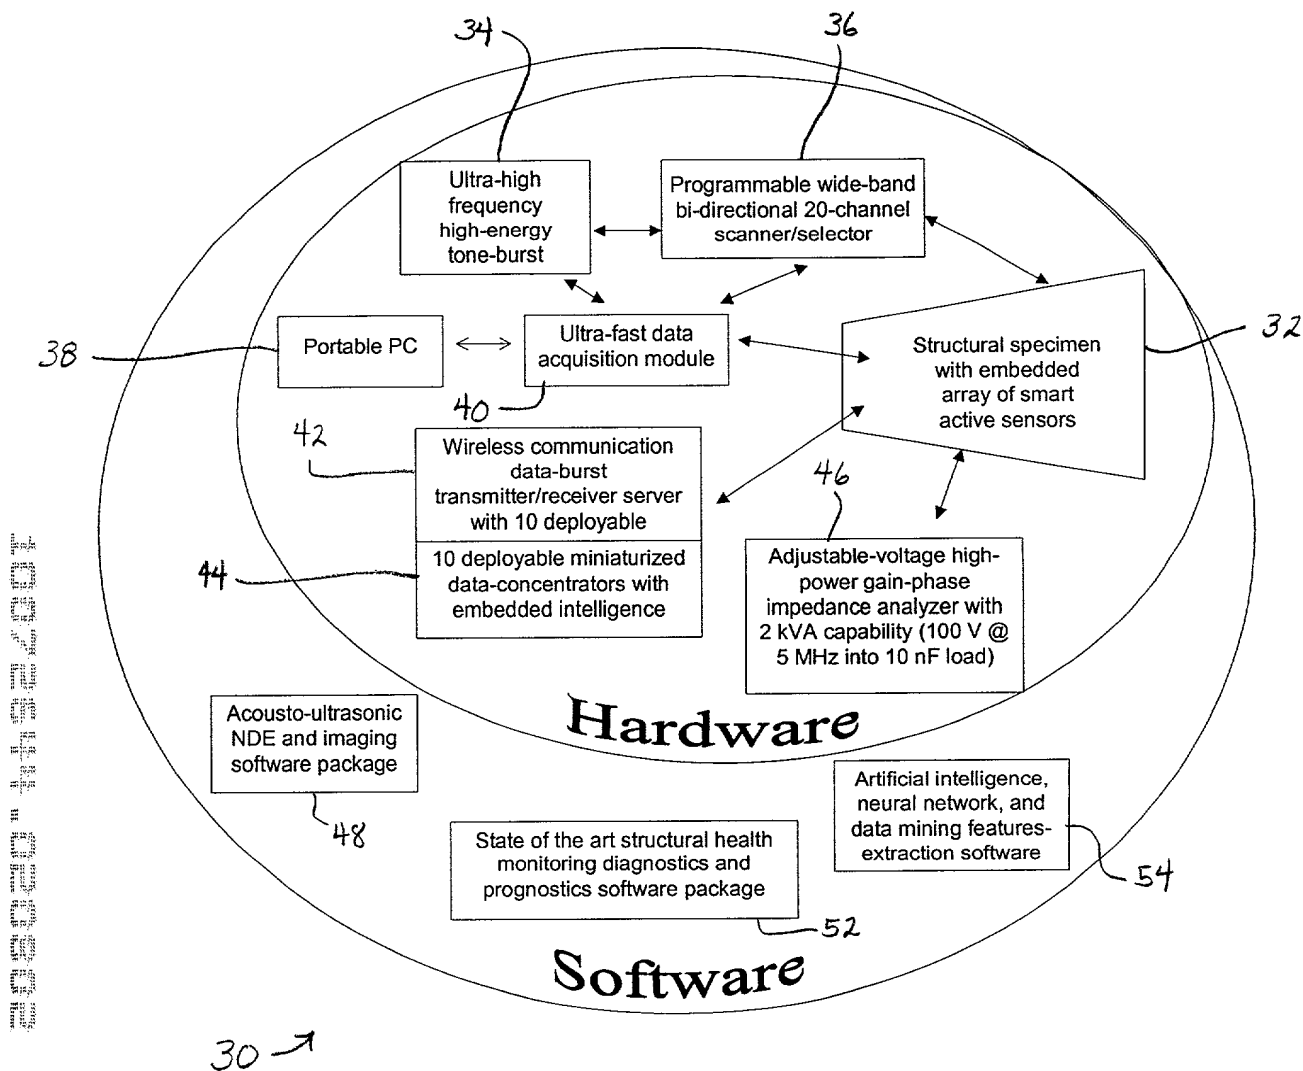 34
36
Ultra-high
frequency
high-energy
tone-burst
Programmable wide-band
bi-directional 20-channel
scanner/selector
38
Portable PC
Ultra-fast data
acquisition module
40
Structural specimen
with embedded
array of smart
active sensors
32
42
Wireless communication
data-burst
transmitter/receiver server
with 10 deployable
44
10 deployable miniaturized
data-concentrators with
embedded intelligence
46
Adjustable-voltage high-
power gain-phase
impedance analyzer with
2 kVA capability (100 V @
5 MHz into 10 nF load)
Hardware
Acousto-ultrasonic
NDE and imaging
software package
48
State of the art structural health
monitoring diagnostics and
prognostics software package
52
Artificial intelligence,
neural network, and
data mining features-
extraction software
54
Software
30